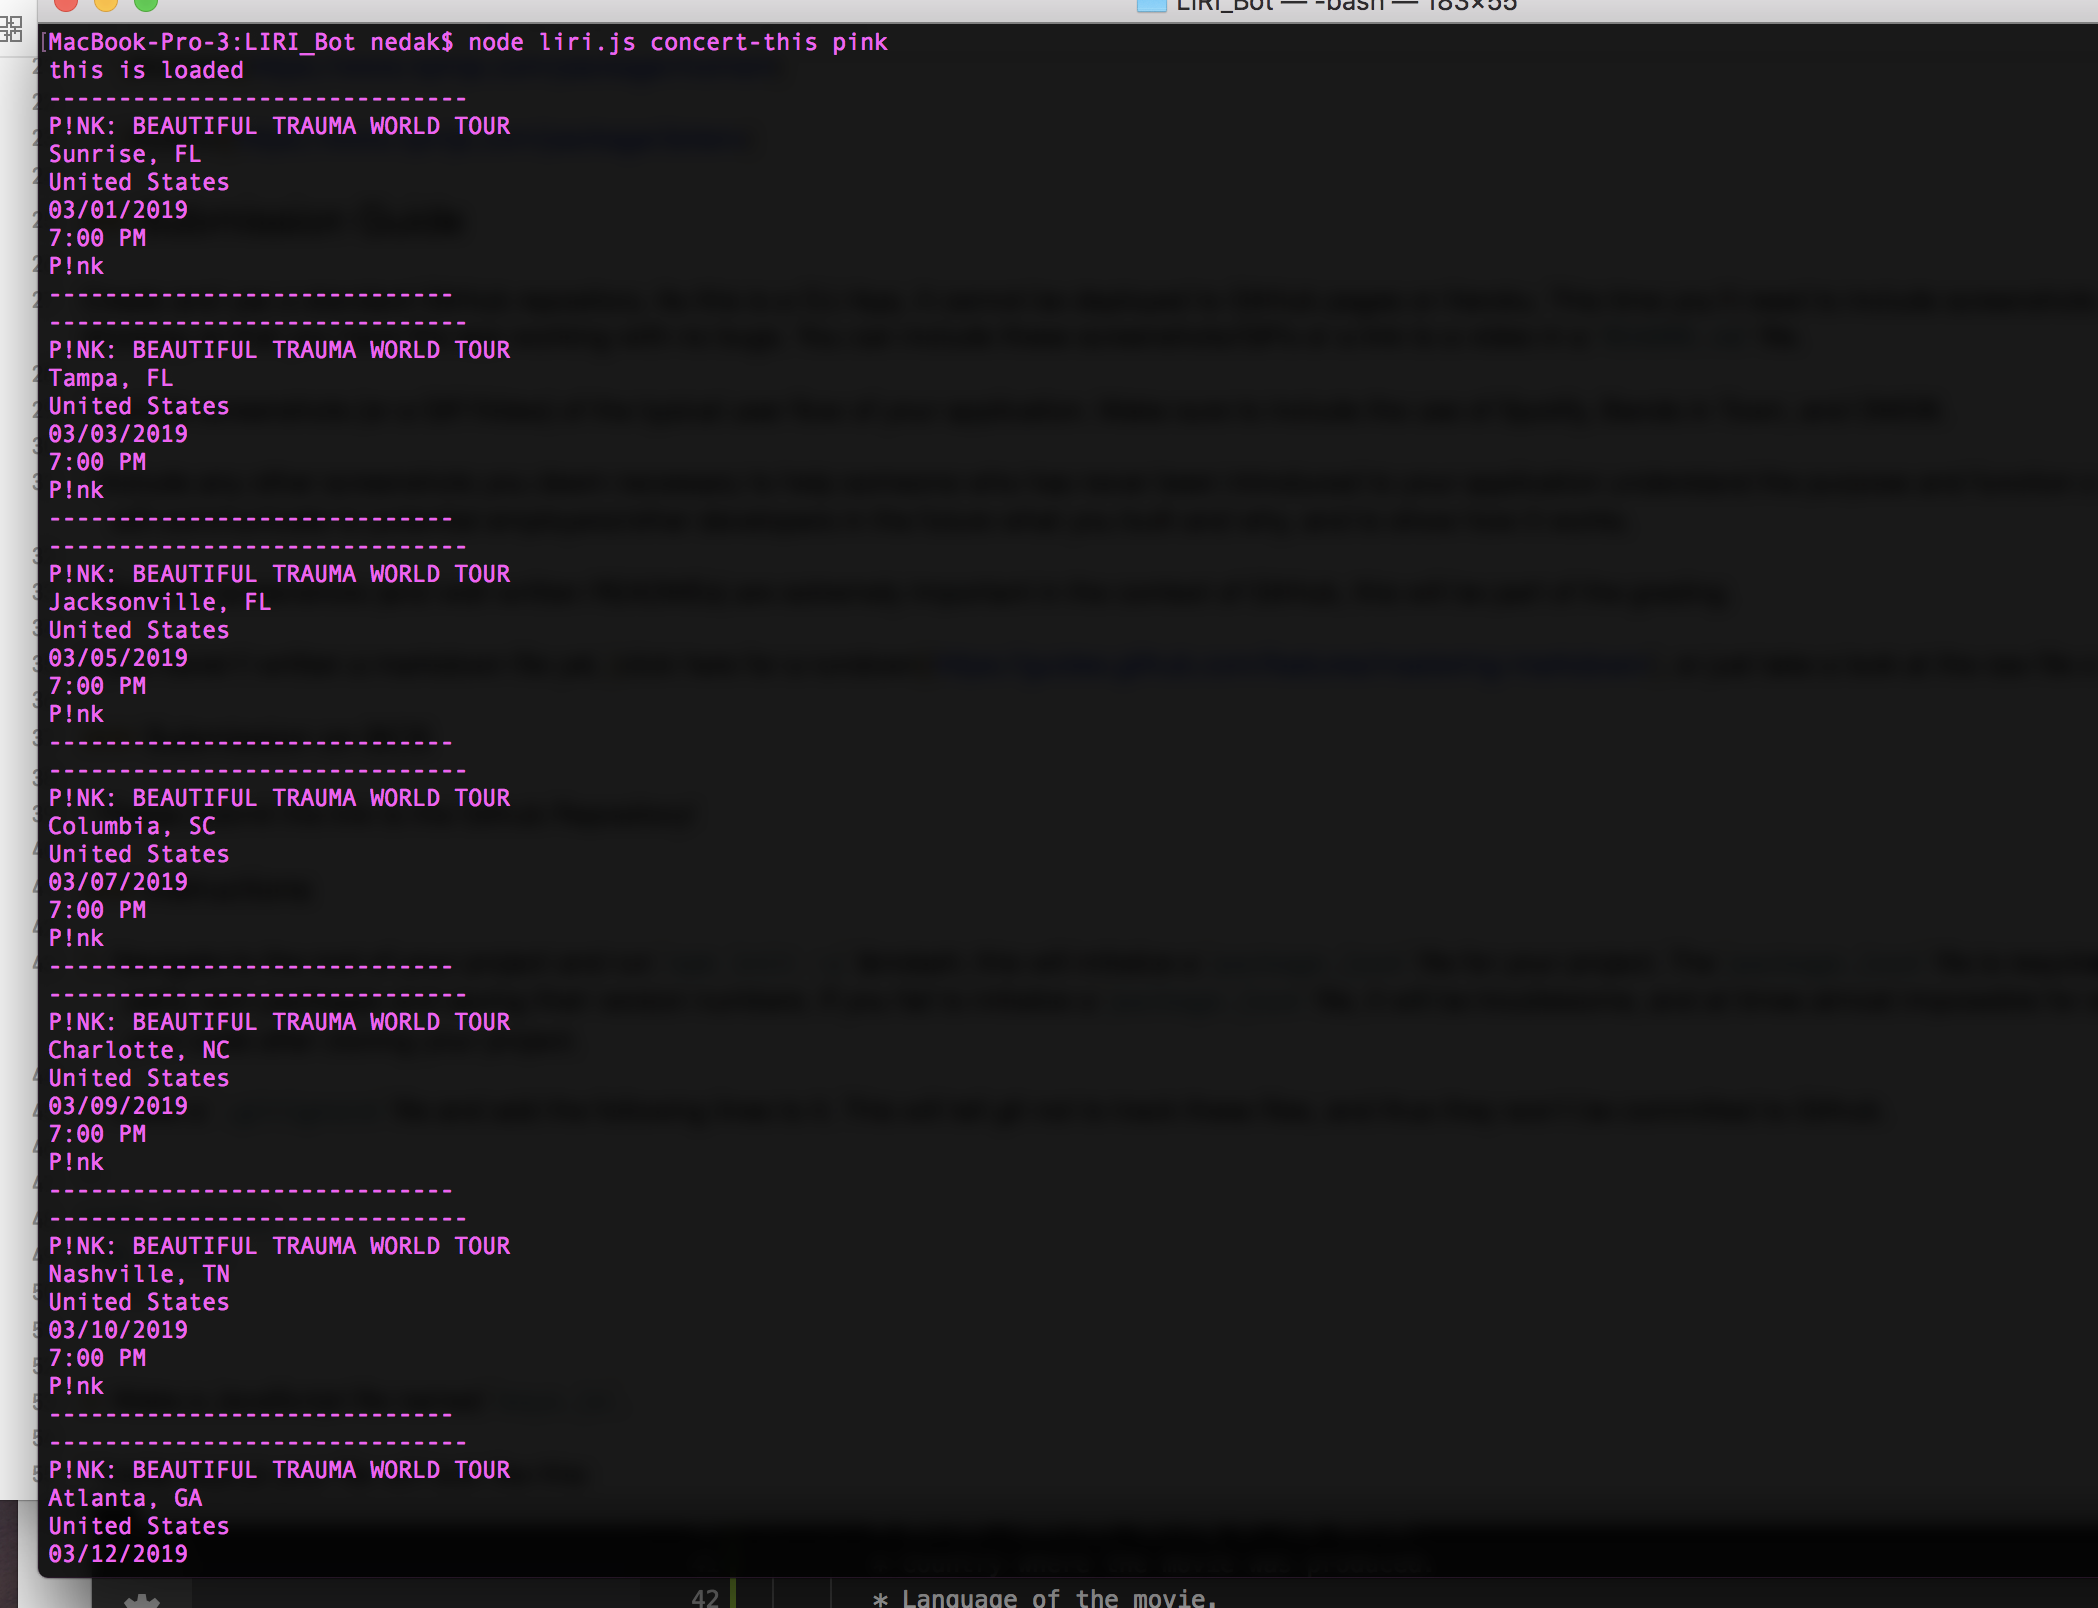 LIRI_Bot — -bash — 183×55
MacBook-Pro-3:LIRI_Bot nedak$ node liri.js concert-this pink
this is loaded
------------------------------
P!NK: BEAUTIFUL TRAUMA WORLD TOUR
Sunrise, FL
United States
03/01/2019
7:00 PM
P!nk
-----------------------------
------------------------------
P!NK: BEAUTIFUL TRAUMA WORLD TOUR
Tampa, FL
United States
03/03/2019
7:00 PM
P!nk
-----------------------------
------------------------------
P!NK: BEAUTIFUL TRAUMA WORLD TOUR
Jacksonville, FL
United States
03/05/2019
7:00 PM
P!nk
-----------------------------
------------------------------
P!NK: BEAUTIFUL TRAUMA WORLD TOUR
Columbia, SC
United States
03/07/2019
7:00 PM
P!nk
-----------------------------
------------------------------
P!NK: BEAUTIFUL TRAUMA WORLD TOUR
Charlotte, NC
United States
03/09/2019
7:00 PM
P!nk
-----------------------------
------------------------------
P!NK: BEAUTIFUL TRAUMA WORLD TOUR
Nashville, TN
United States
03/10/2019
7:00 PM
P!nk
-----------------------------
------------------------------
P!NK: BEAUTIFUL TRAUMA WORLD TOUR
Atlanta, GA
United States
03/12/2019
42 * Language of the movie.